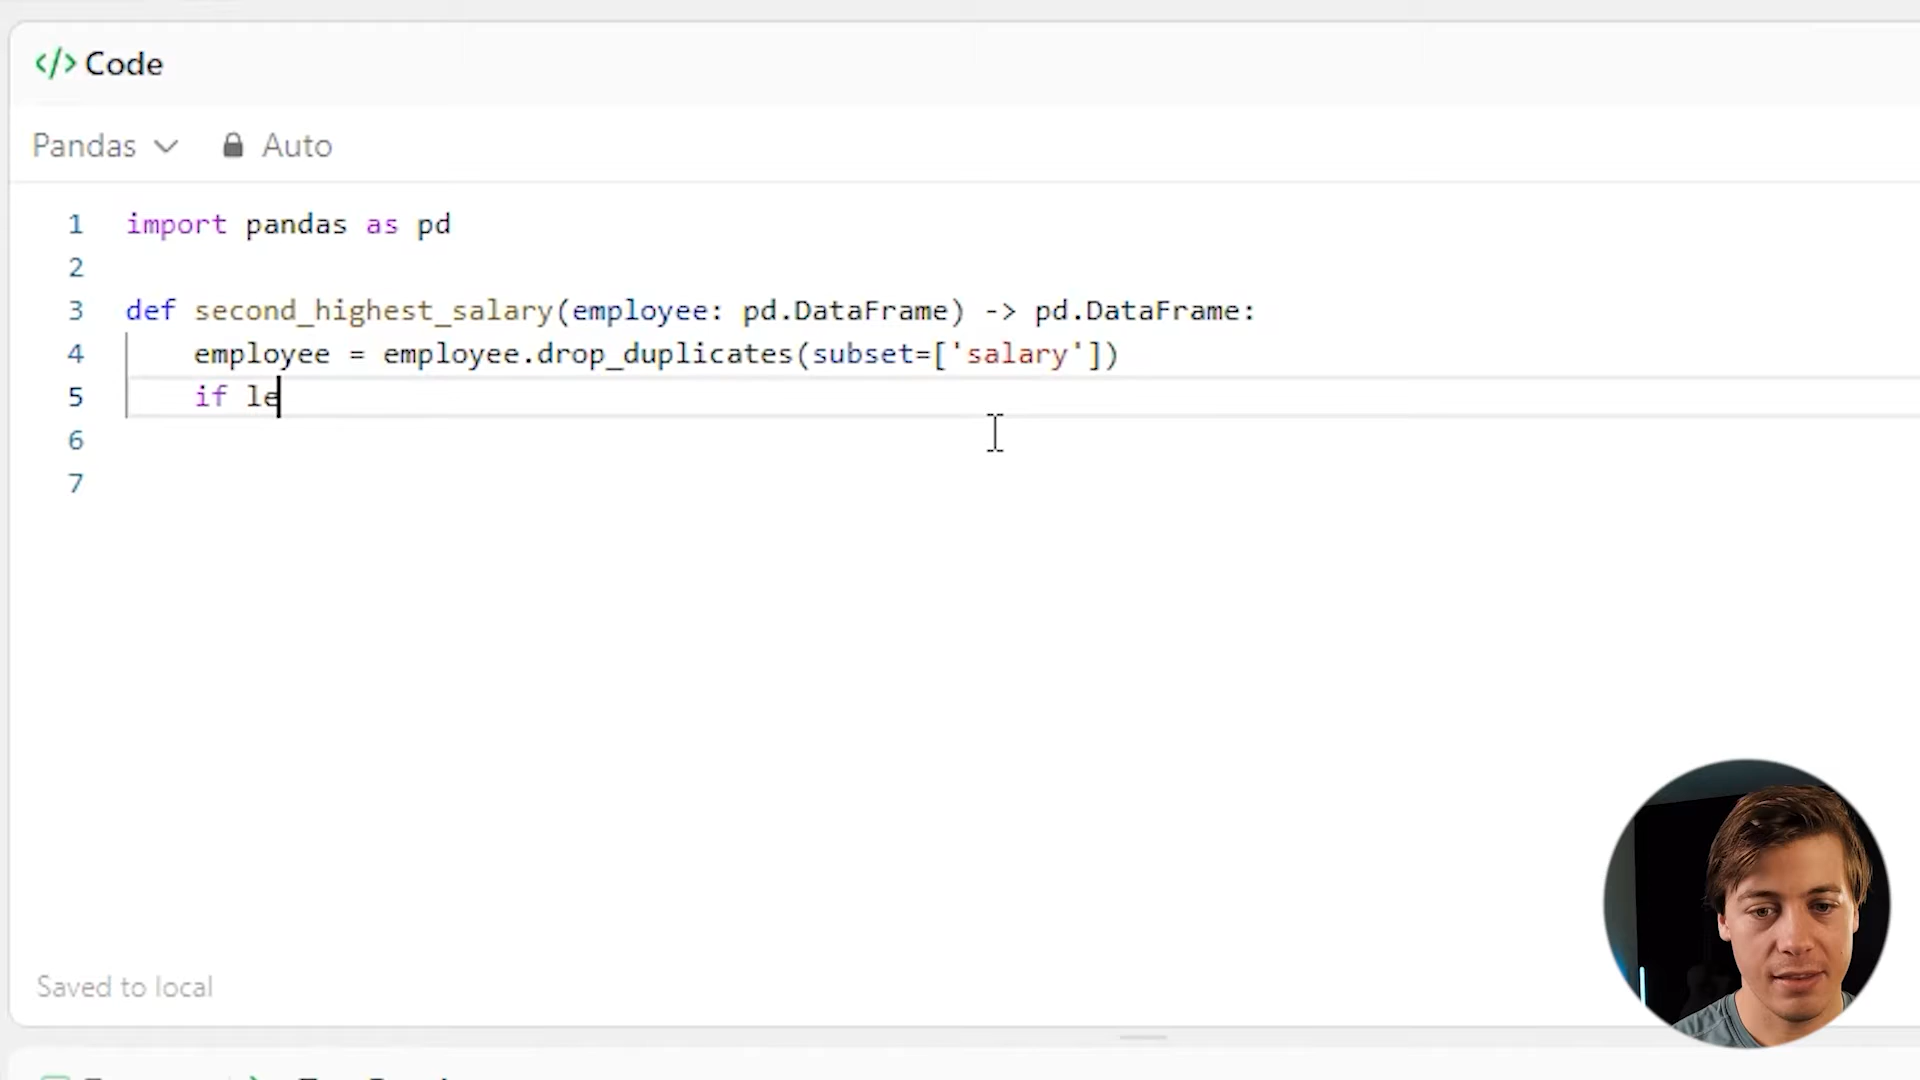 </> Code
Pandas Auto
1 import pandas as pd
2
3 def second_highest_salary(employee: pd.DataFrame) -> pd.DataFrame:
4 employee = employee.drop_duplicates(subset=['salary'])
5 if le
6
7
Saved to local